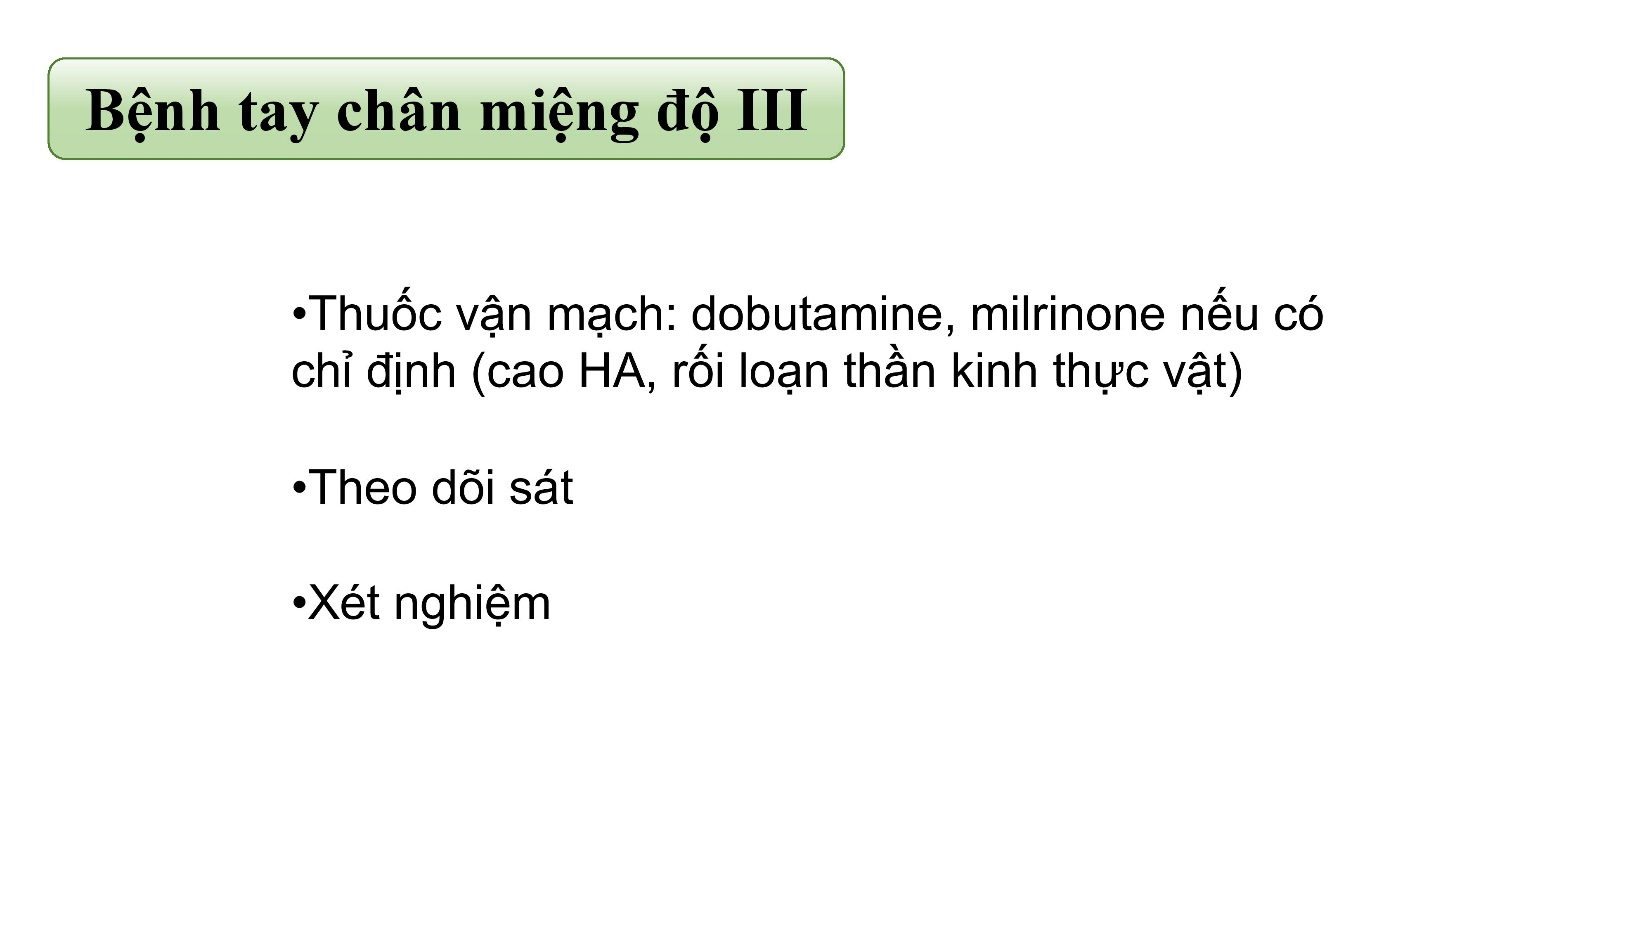 Bệnh tay chân miệng độ III
•Thuốc vận mạch: dobutamine, milrinone nếu có
chỉ định (cao HA, rối loạn thần kinh thực vật)
•Theo dõi sát
•Xét nghiệm